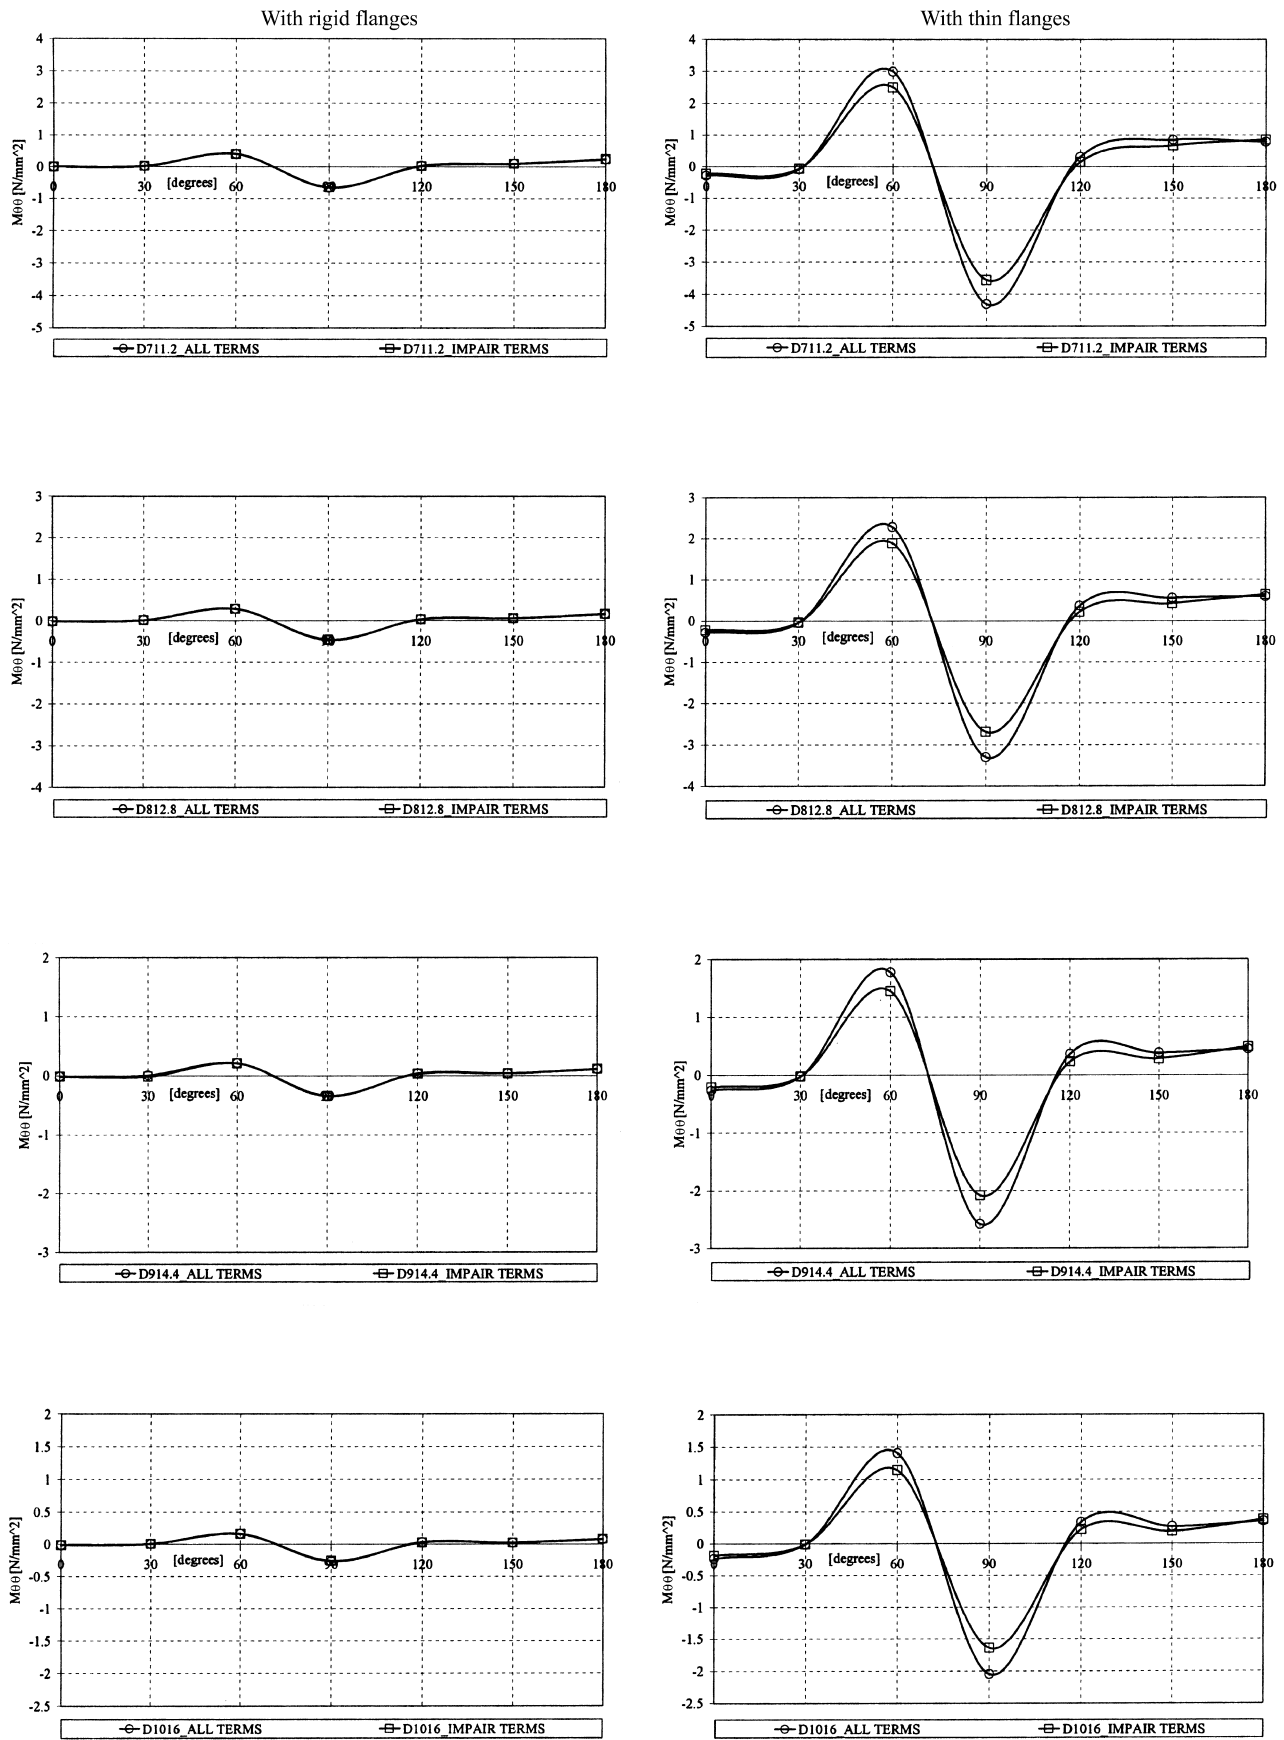 With rigid flanges
With thin flanges
4
3
2
1
0
-1
-2
-3
-4
-5
Mθθ [N/mm^2]
0 30 [degrees] 60 90 120 150 180
D711.2_ALL TERMS D711.2_IMPAIR TERMS
4
3
2
1
0
-1
-2
-3
-4
-5
Mθθ [N/mm^2]
0 30 [degrees] 60 90 120 150 180
D711.2_ALL TERMS D711.2_IMPAIR TERMS
3
2
1
0
-1
-2
-3
-4
Mθθ [N/mm^2]
0 30 [degrees] 60 90 120 150 180
D812.8_ALL TERMS D812.8_IMPAIR TERMS
3
2
1
0
-1
-2
-3
-4
Mθθ [N/mm^2]
0 30 [degrees] 60 90 120 150 180
D812.8_ALL TERMS D812.8_IMPAIR TERMS
2
1
0
-1
-2
-3
Mθθ [N/mm^2]
0 30 [degrees] 60 90 120 150 180
D914.4_ALL TERMS D914.4_IMPAIR TERMS
2
1
0
-1
-2
-3
Mθθ [N/mm^2]
0 30 [degrees] 60 90 120 150 180
D914.4_ALL TERMS D914.4_IMPAIR TERMS
2
1.5
1
0.5
0
-0.5
-1
-1.5
-2
-2.5
Mθθ [N/mm^2]
0 30 [degrees] 60 90 120 150 180
D1016_ALL TERMS D1016_IMPAIR TERMS
2
1.5
1
0.5
0
-0.5
-1
-1.5
-2
-2.5
Mθθ [N/mm^2]
0 30 [degrees] 60 90 120 150 180
D1016_ALL TERMS D1016_IMPAIR TERMS